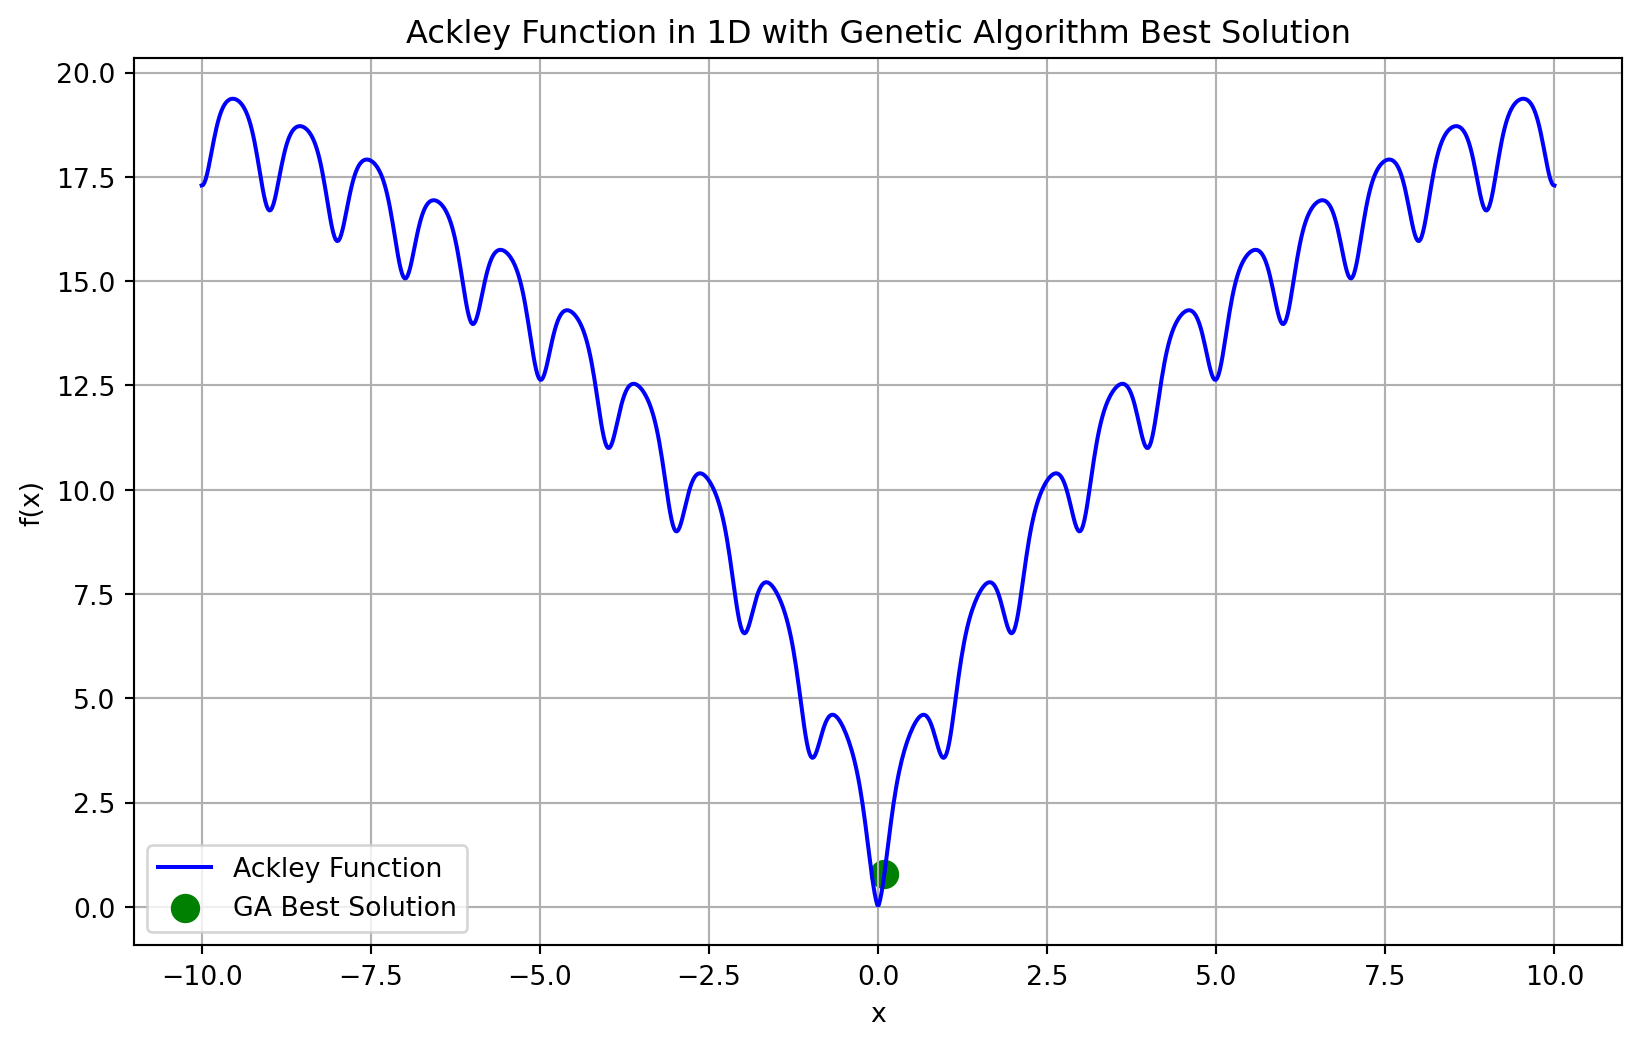 Ackley Function in 1D with Genetic Algorithm Best Solution
20.0
17.5
15.0
12.5
10.0
7.5
5.0
2.5
0.0
f(x)
Ackley Function
GA Best Solution
−10.0 −7.5 −5.0 −2.5 0.0 2.5 5.0 7.5 10.0
x